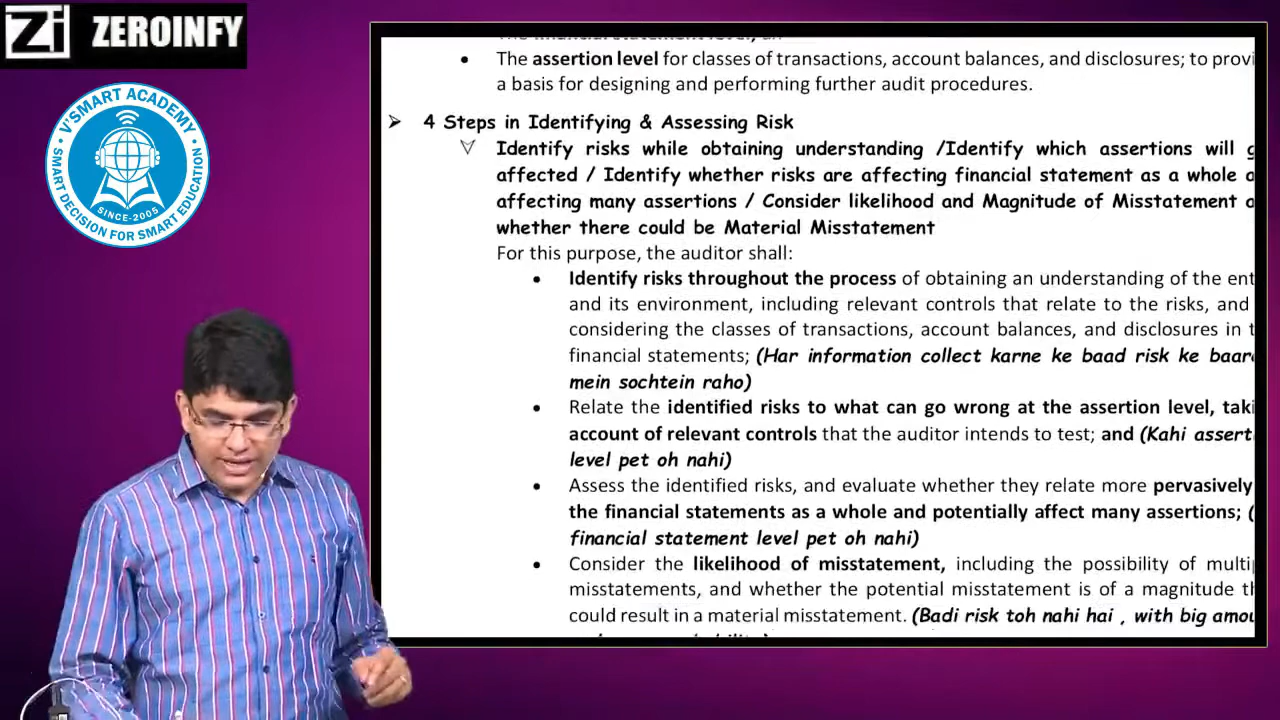 Zi ZEROINFY
V'SMART ACADEMY
SMART DECISION FOR SMART EDUCATION
SINCE-2005
The financial statement level, an
• The assertion level for classes of transactions, account balances, and disclosures; to provi
a basis for designing and performing further audit procedures.
➢ 4 Steps in Identifying & Assessing Risk
Identify risks while obtaining understanding /Identify which assertions will g
affected / Identify whether risks are affecting financial statement as a whole a
affecting many assertions / Consider likelihood and Magnitude of Misstatement a
whether there could be Material Misstatement
For this purpose, the auditor shall:
• Identify risks throughout the process of obtaining an understanding of the ent
and its environment, including relevant controls that relate to the risks, and
considering the classes of transactions, account balances, and disclosures in t
financial statements; (Har information collect karne ke baad risk ke baar
mein sochtein raho)
• Relate the identified risks to what can go wrong at the assertion level, taki
account of relevant controls that the auditor intends to test; and (Kahi assert
level pet oh nahi)
• Assess the identified risks, and evaluate whether they relate more pervasively
the financial statements as a whole and potentially affect many assertions; (
financial statement level pet oh nahi)
• Consider the likelihood of misstatement, including the possibility of multi
misstatements, and whether the potential misstatement is of a magnitude th
could result in a material misstatement. (Badi risk toh nahi hai , with big amou